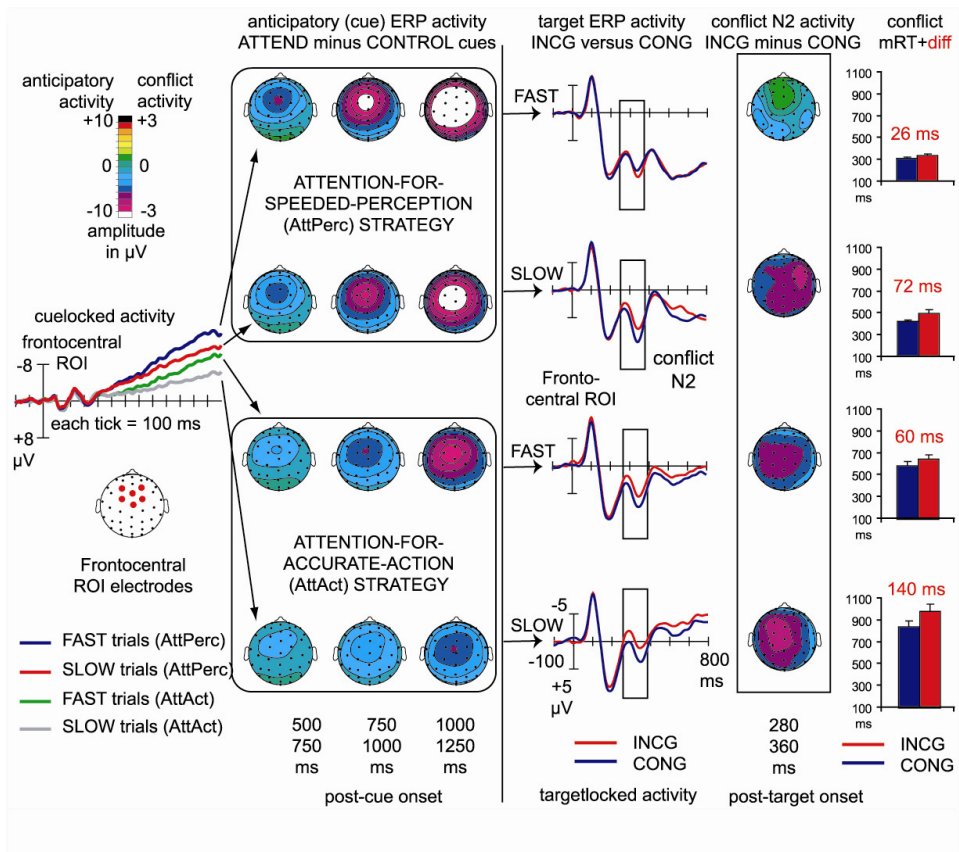 anticipatory (cue) ERP activity
ATTEND minus CONTROL cues
target ERP activity
INCG versus CONG
conflict N2 activity
INCG minus CONG
conflict
mRT+diff
anticipatory
activity
conflict
activity
+10
+3
0
0
-10
-3
amplitude
in µV
ATTENTION-FOR-
SPEEDED-PERCEPTION
(AttPerc) STRATEGY
cuelocked activity
frontocentral
ROI
-8
+8
µV
each tick = 100 ms
Frontocentral
ROI electrodes
FAST trials (AttPerc)
SLOW trials (AttPerc)
FAST trials (AttAct)
SLOW trials (AttAct)
ATTENTION-FOR-
ACCURATE-ACTION
(AttAct) STRATEGY
500
750
ms
750
1000
ms
1000
1250
ms
post-cue onset
FAST
SLOW
conflict
N2
Fronto-
central ROI
FAST
SLOW
-5
-100
+5
µV
800
ms
INCG
CONG
targetlocked activity
280
360
ms
post-target onset
1100
900
700
500
300
100
ms
26 ms
1100
900
700
500
300
100
ms
72 ms
1100
900
700
500
300
100
ms
60 ms
1100
900
700
500
300
100
ms
140 ms
INCG
CONG